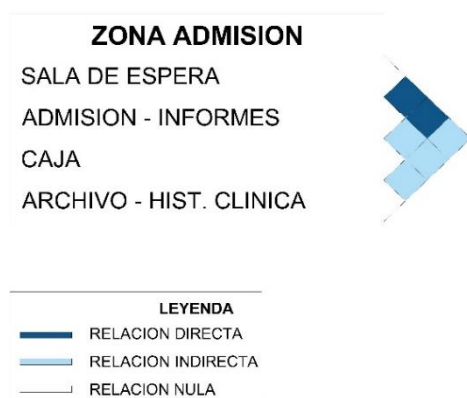 ZONA ADMISION
SALA DE ESPERA
ADMISION - INFORMES
CAJA
ARCHIVO - HIST. CLINICA
LEYENDA
RELACION DIRECTA
RELACION INDIRECTA
RELACION NULA